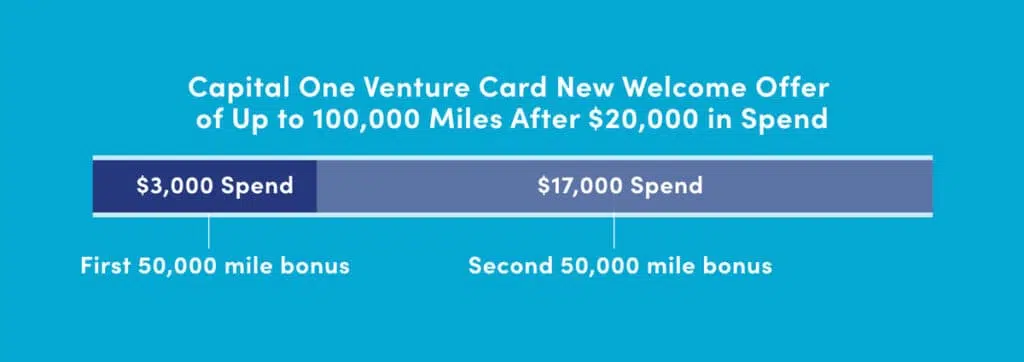 Capital One Venture Card New Welcome Offer
of Up to 100,000 Miles After $20,000 in Spend
$3,000 Spend
$17,000 Spend
First 50,000 mile bonus
Second 50,000 mile bonus